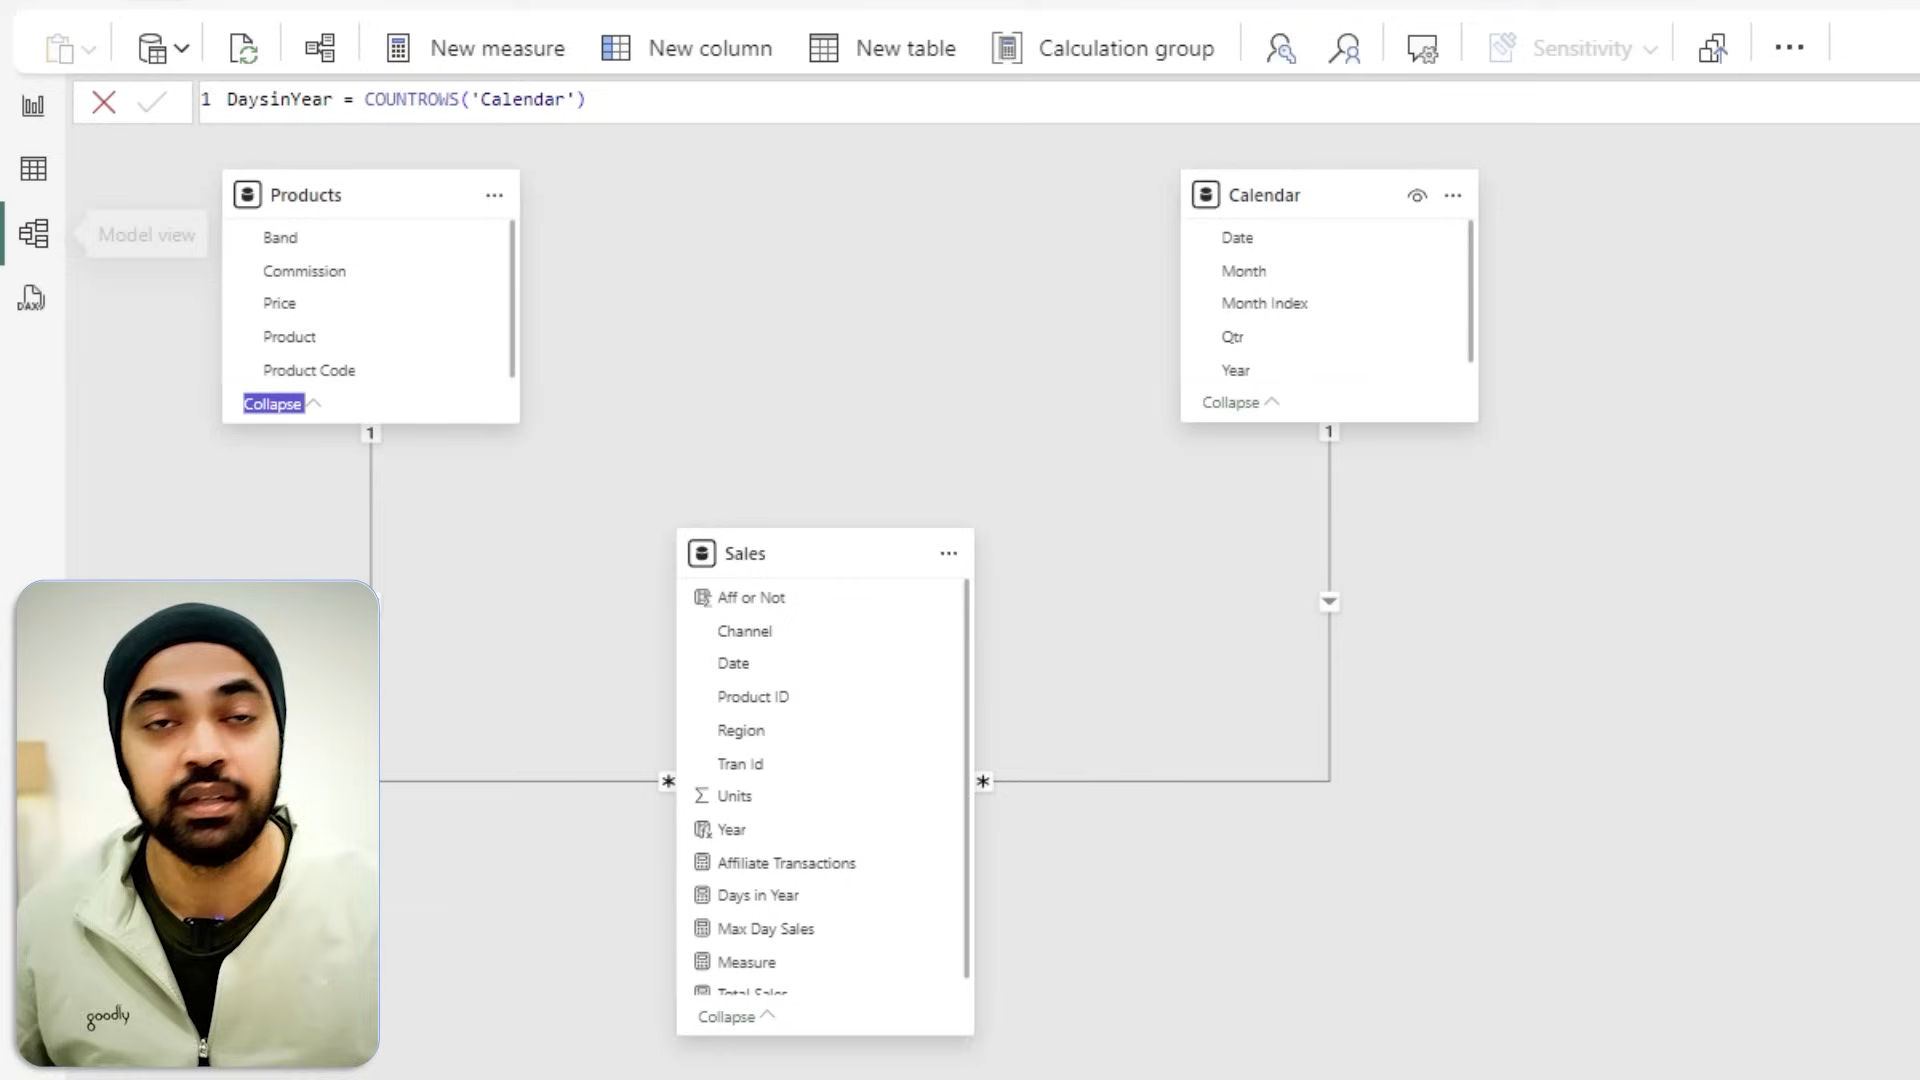 New measure
New column
New table
Calculation group
Sensitivity
1 DaysinYear = COUNTROWS('Calendar')
Model view
DAX
Products
Band
Commission
Price
Product
Product Code
Collapse
1
Calendar
Date
Month
Month Index
Qtr
Year
Collapse
1
Sales
Aff or Not
Channel
Date
Product ID
Region
Tran Id
Units
Year
Affiliate Transactions
Days in Year
Max Day Sales
Measure
Total Sales
Collapse
*
*
goodly